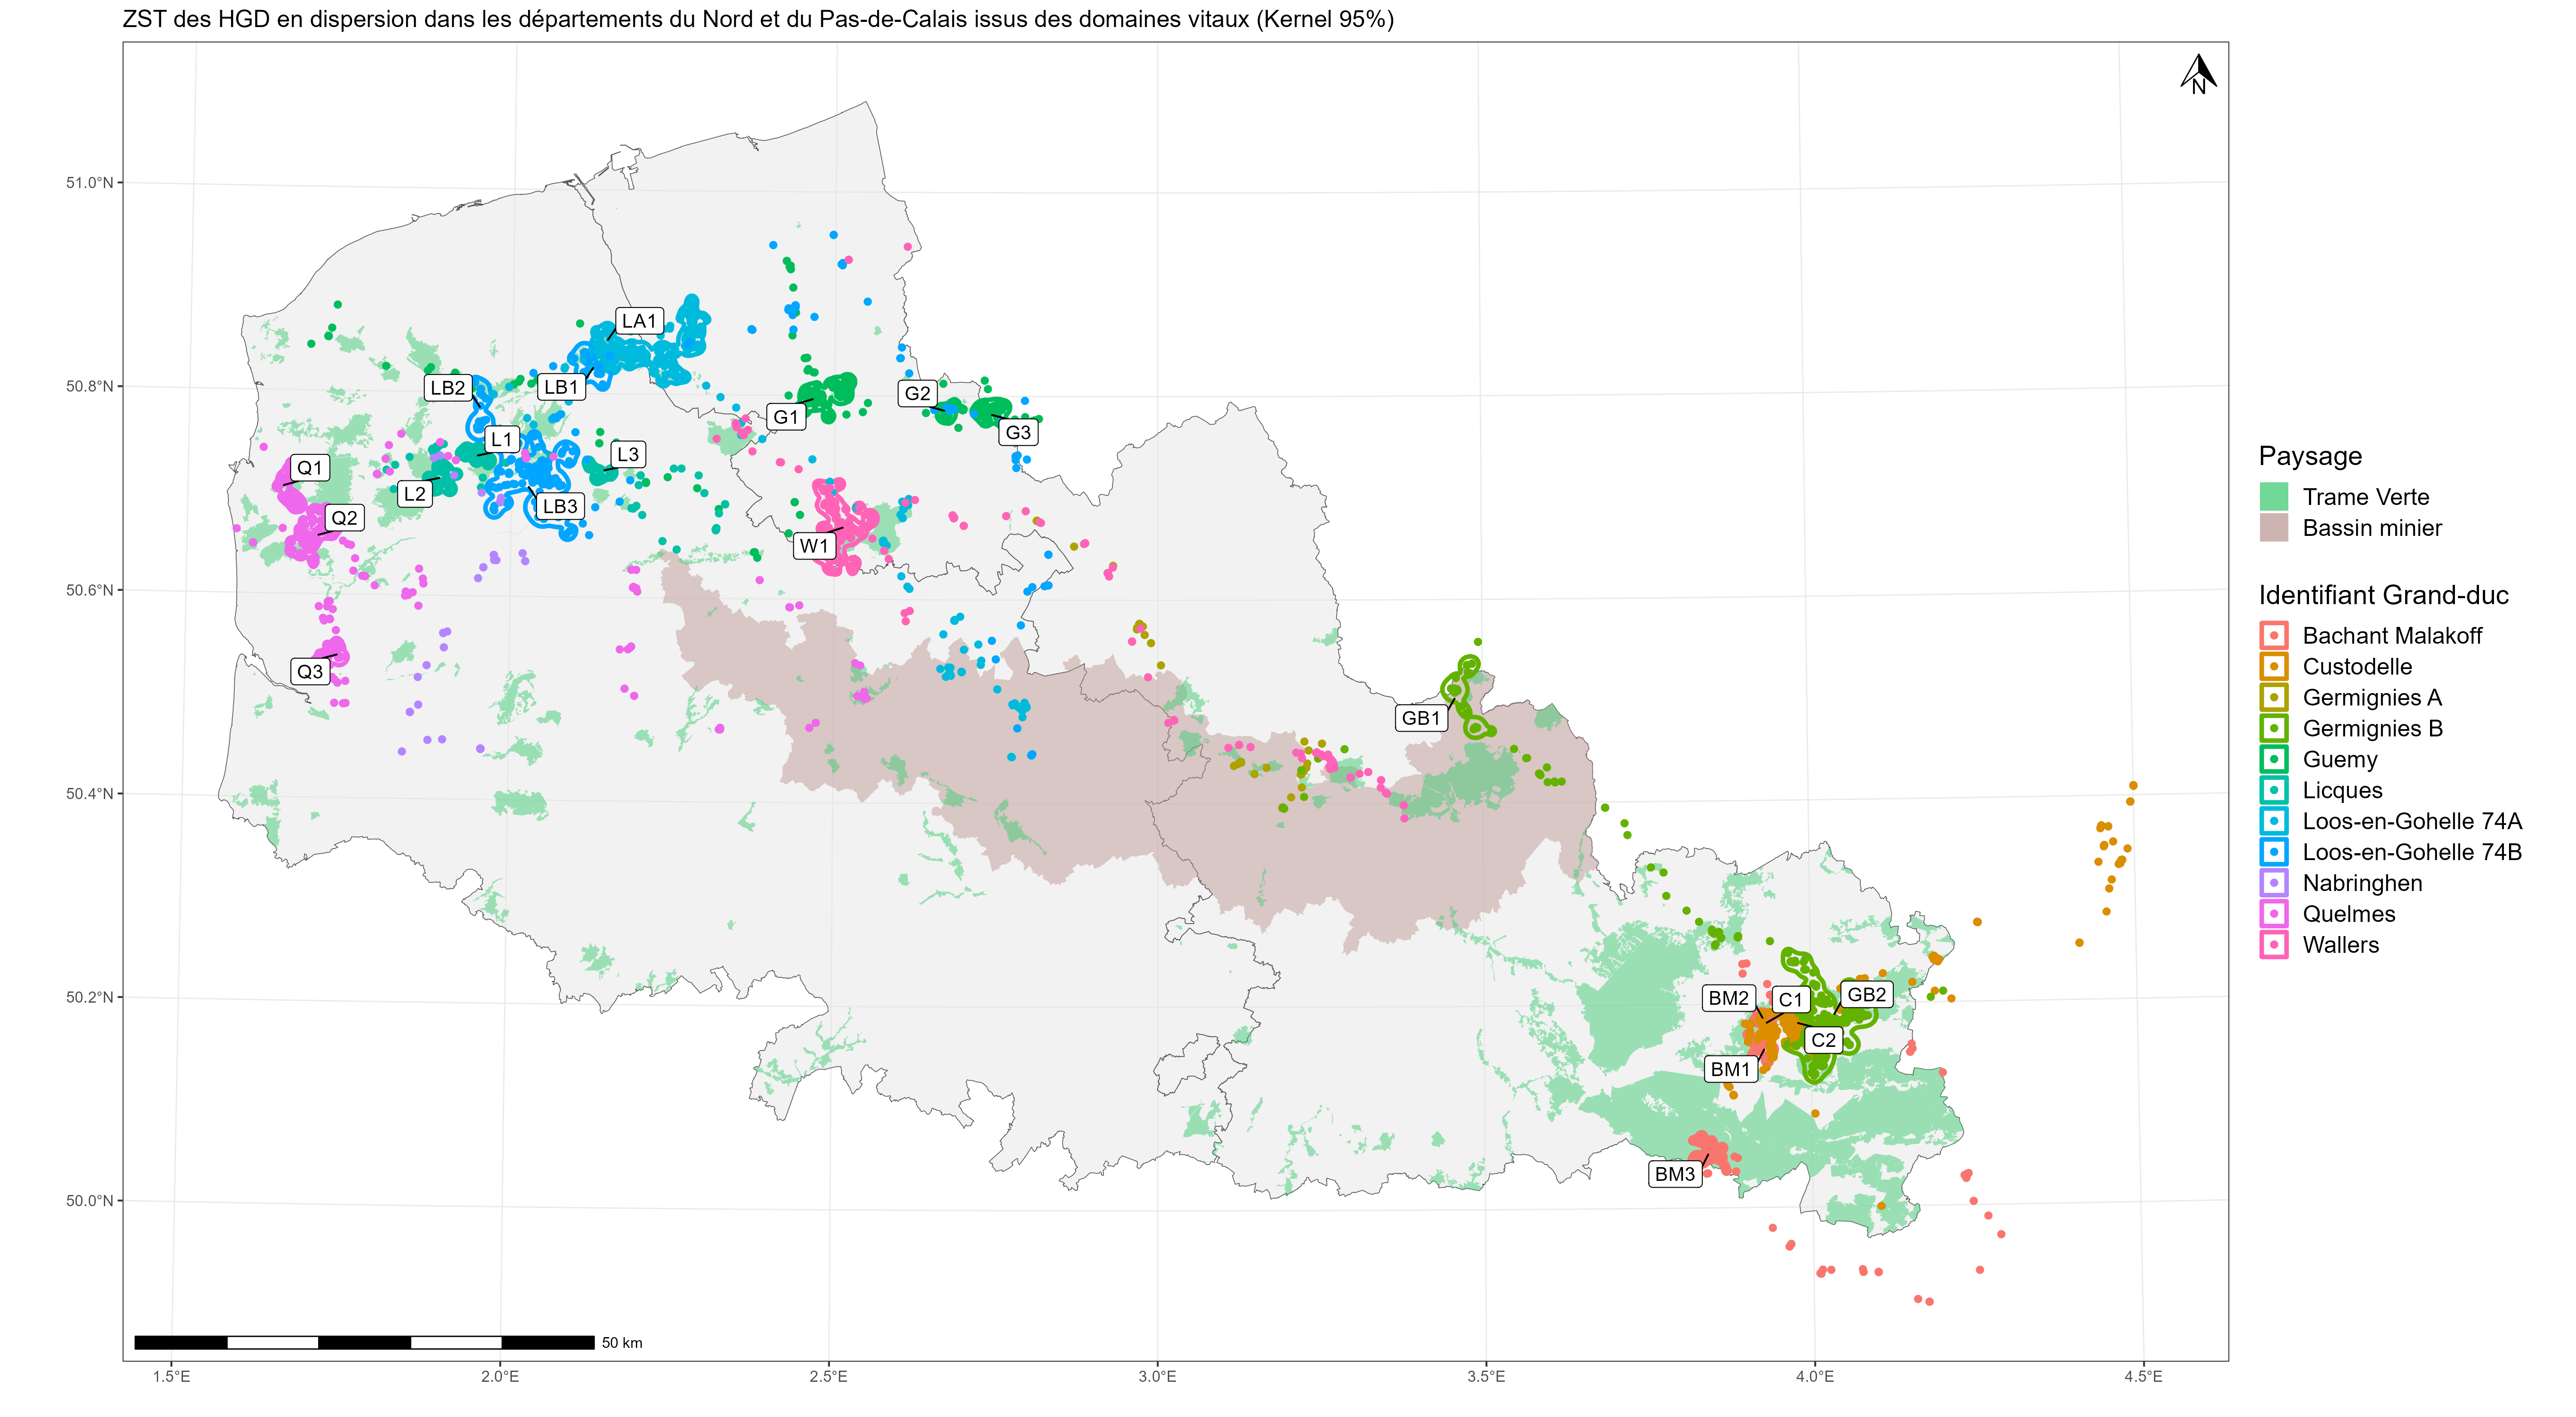 ZST des HGD en dispersion dans les départements du Nord et du Pas-de-Calais issus des domaines vitaux (Kernel 95%)
N
51.0°N
50.8°N
50.6°N
50.4°N
50.2°N
50.0°N
LA1
LB2
LB1
G2
G1
G3
L1
L3
Q1
L2
LB3
Q2
W1
Q3
GB1
BM2
C1
GB2
C2
BM1
BM3
50 km
1.5°E
2.0°E
2.5°E
3.0°E
3.5°E
4.0°E
4.5°E
Paysage
Trame Verte
Bassin minier
Identifiant Grand-duc
Bachant Malakoff
Custodelle
Germignies A
Germignies B
Guemy
Licques
Loos-en-Gohelle 74A
Loos-en-Gohelle 74B
Nabringhen
Quelmes
Wallers